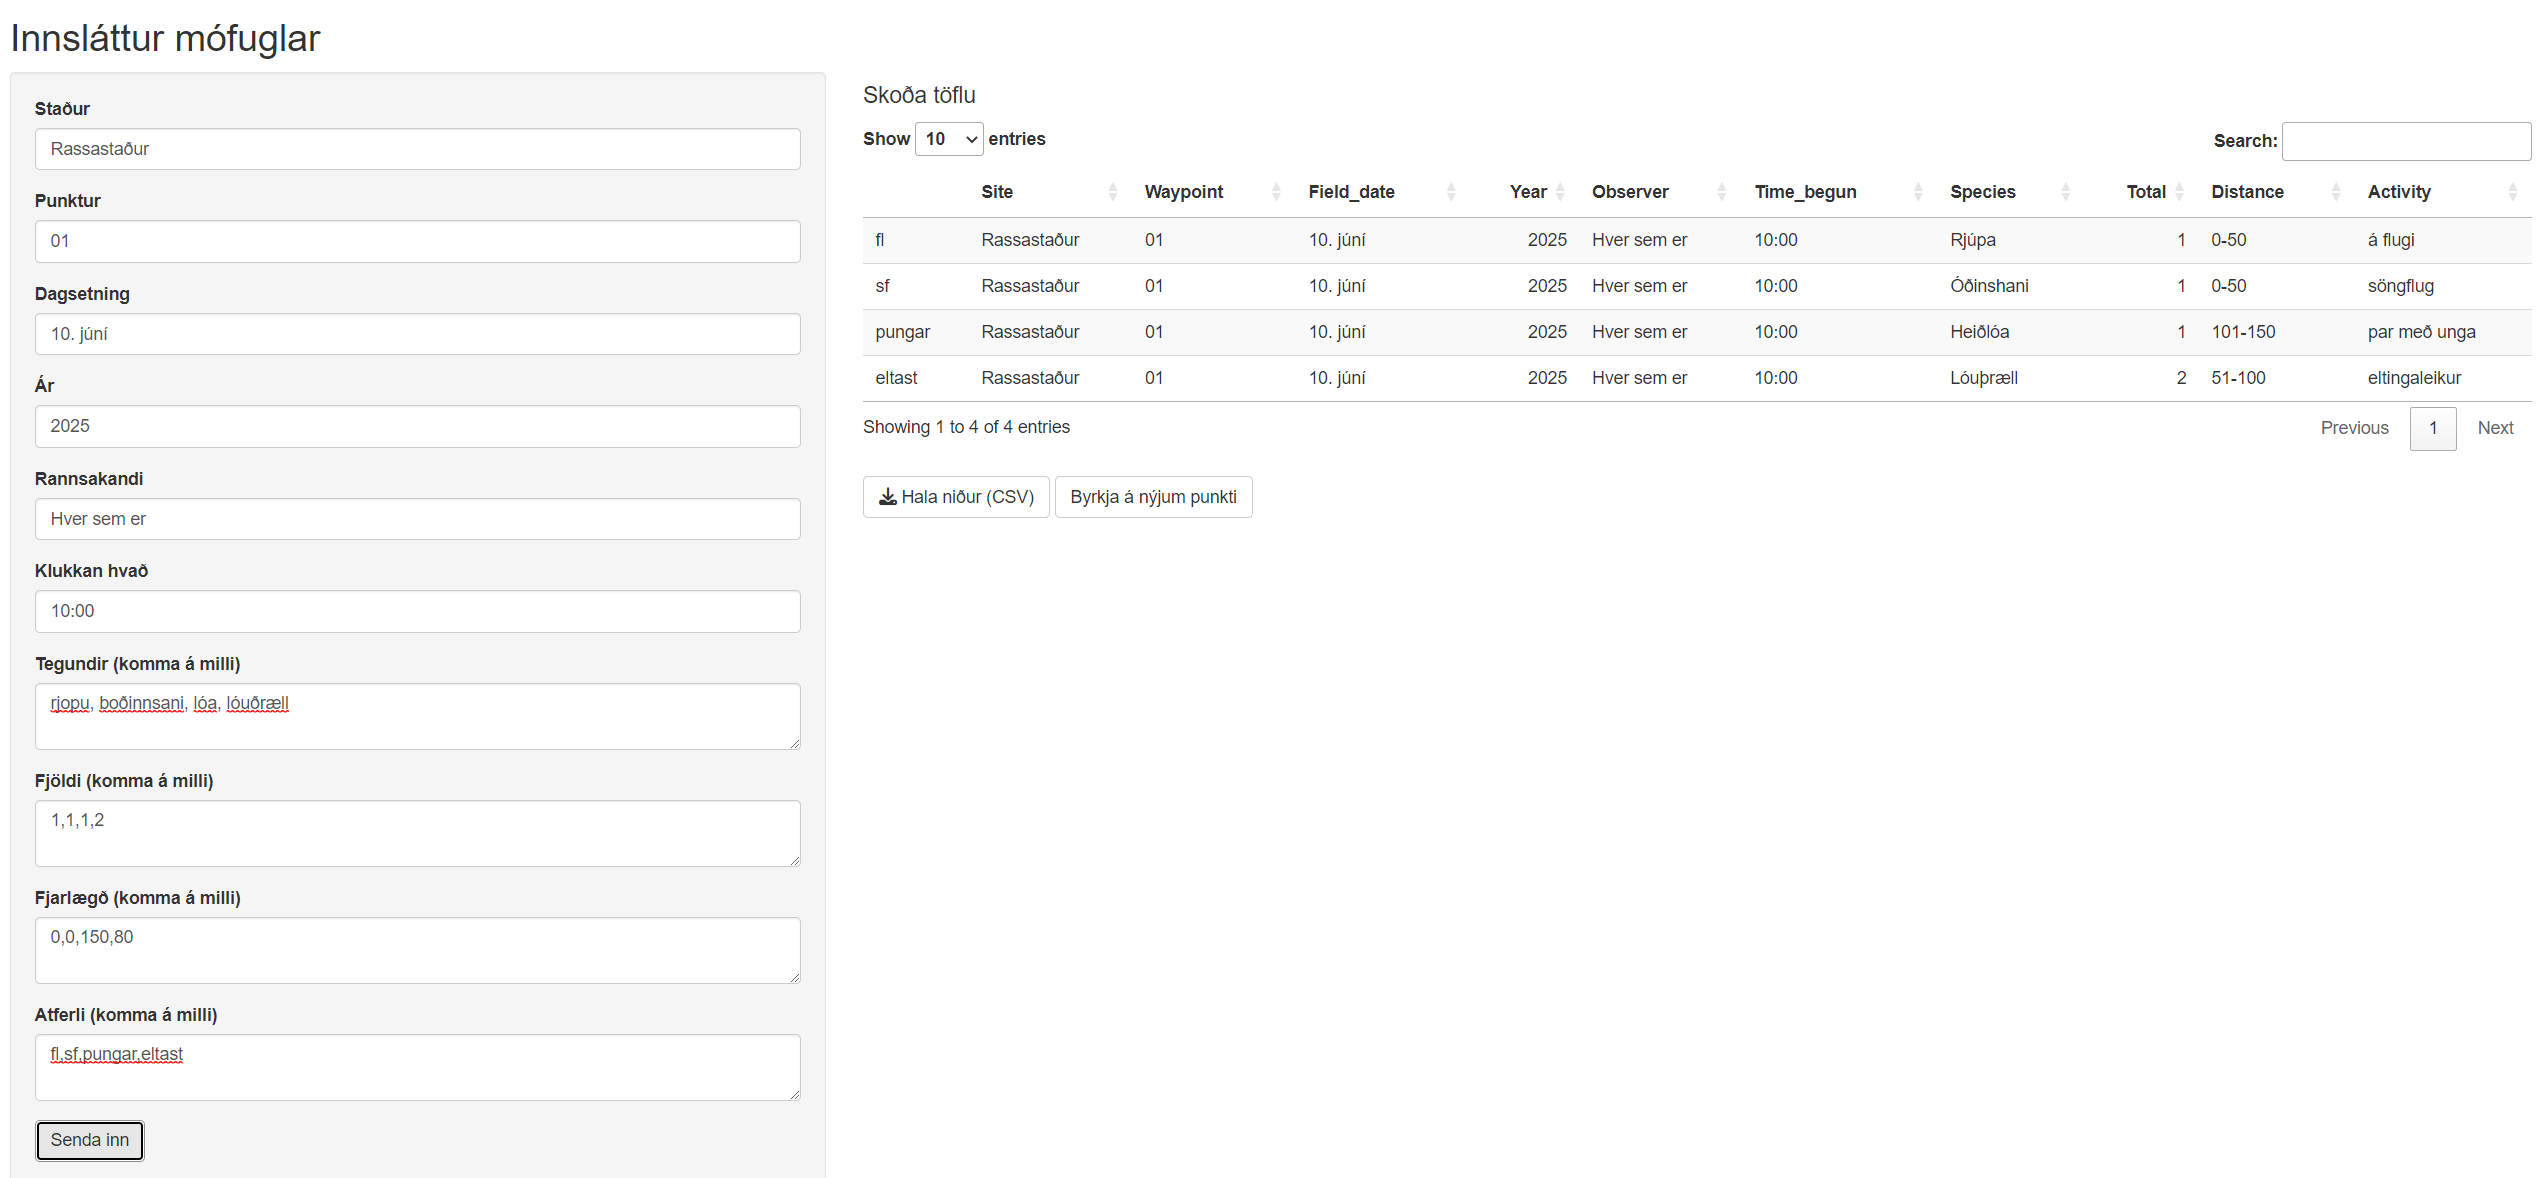 Innsláttur mófuglar
Staður
Rassastaður
Punktur
01
Dagsetning
10. júní
Ár
2025
Rannsakandi
Hver sem er
Klukkan hvað
10:00
Tegundir (komma á milli)
rjopu, boðinnsani, lóa, lóuðræll
Fjöldi (komma á milli)
1,1,1,2
Fjarlægð (komma á milli)
0,0,150,80
Atferli (komma á milli)
fl,sf,pungar,eltast
Senda inn
Skoða töflu
Show 10 entries
Search:
Site Waypoint Field_date Year Observer Time_begun Species Total Distance Activity
fl Rassastaður 01 10. júní 2025 Hver sem er 10:00 Rjúpa 1 0-50 á flugi
sf Rassastaður 01 10. júní 2025 Hver sem er 10:00 Óðinshani 1 0-50 söngflug
pungar Rassastaður 01 10. júní 2025 Hver sem er 10:00 Heiðlóa 1 101-150 par með unga
eltast Rassastaður 01 10. júní 2025 Hver sem er 10:00 Lóuþræll 2 51-100 eltingaleikur
Showing 1 to 4 of 4 entries
Previous 1 Next
Hala niður (CSV) Byrkja á nýjum punkti